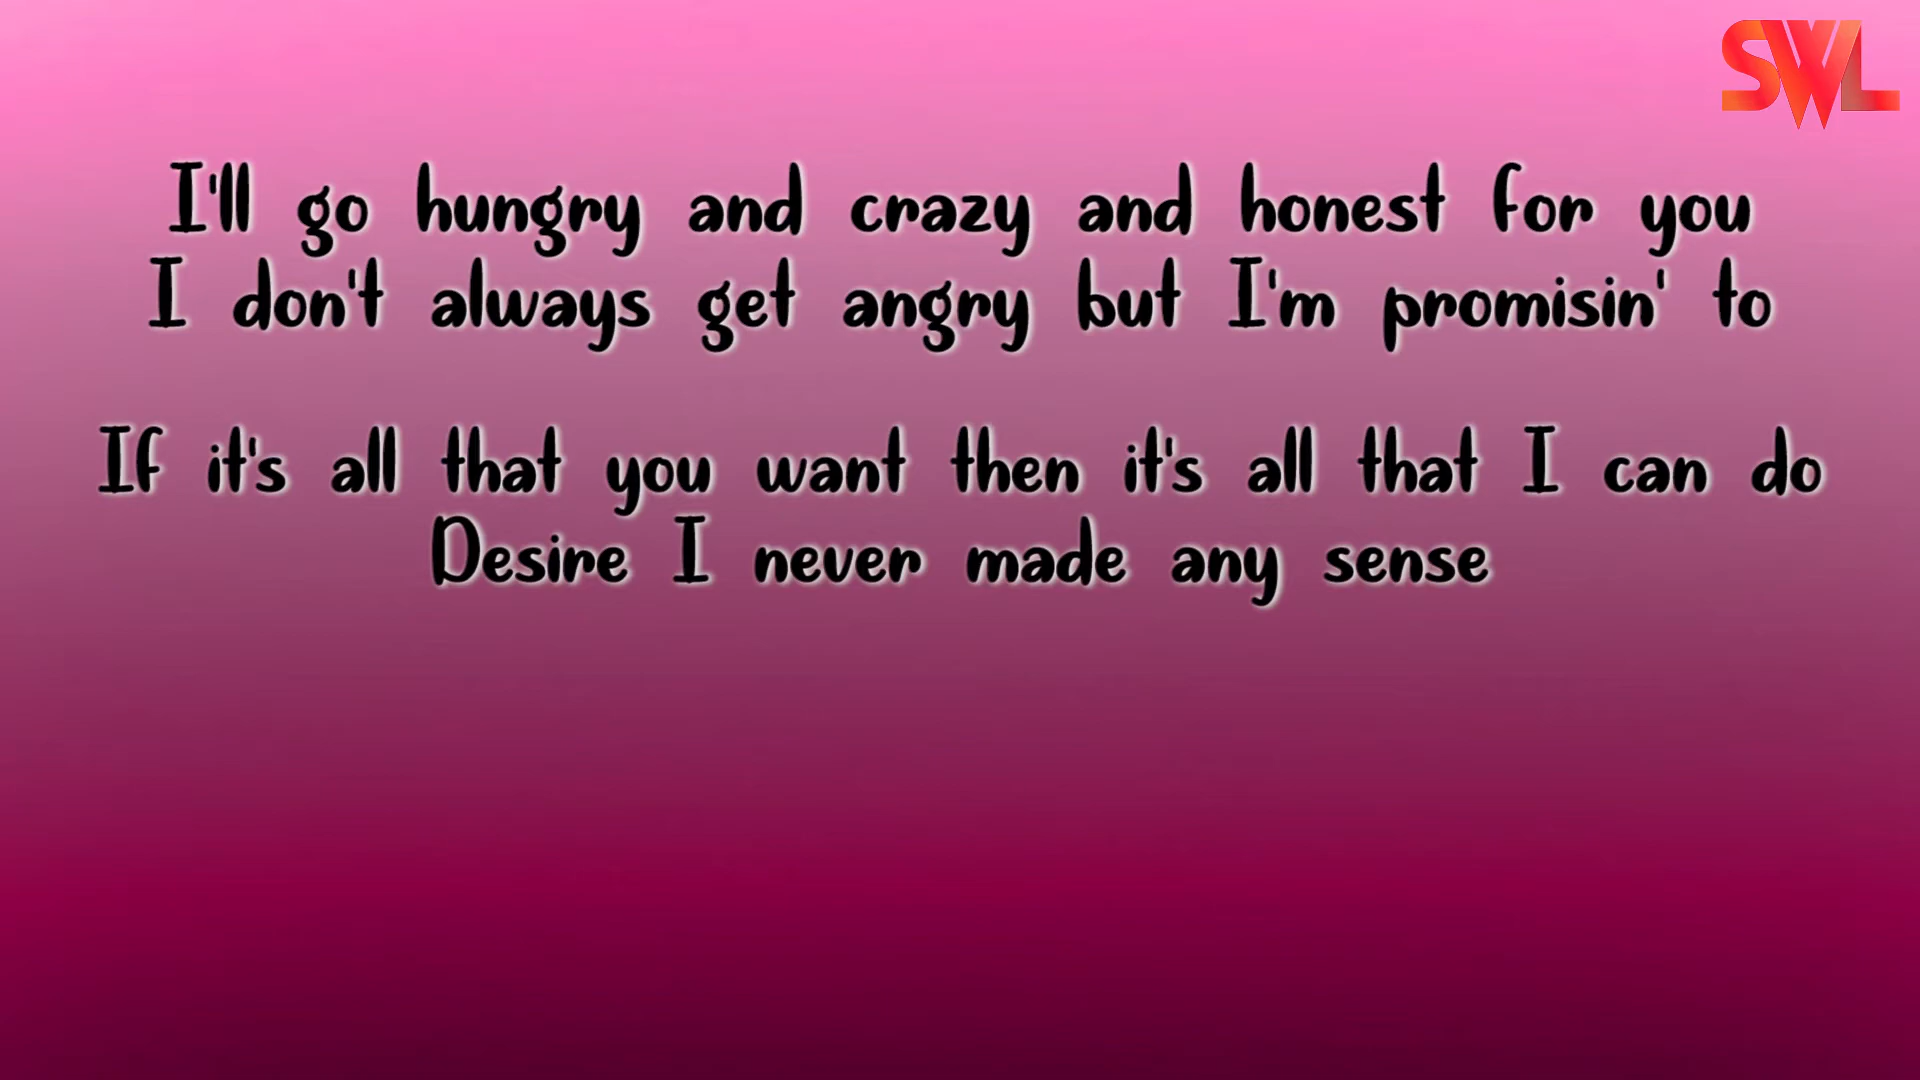 SWL
I'll go hungry and crazy and honest for you
I don't always get angry but I'm promisin' to
If it's all that you want then it's all that I can do
Desire I never made any sense